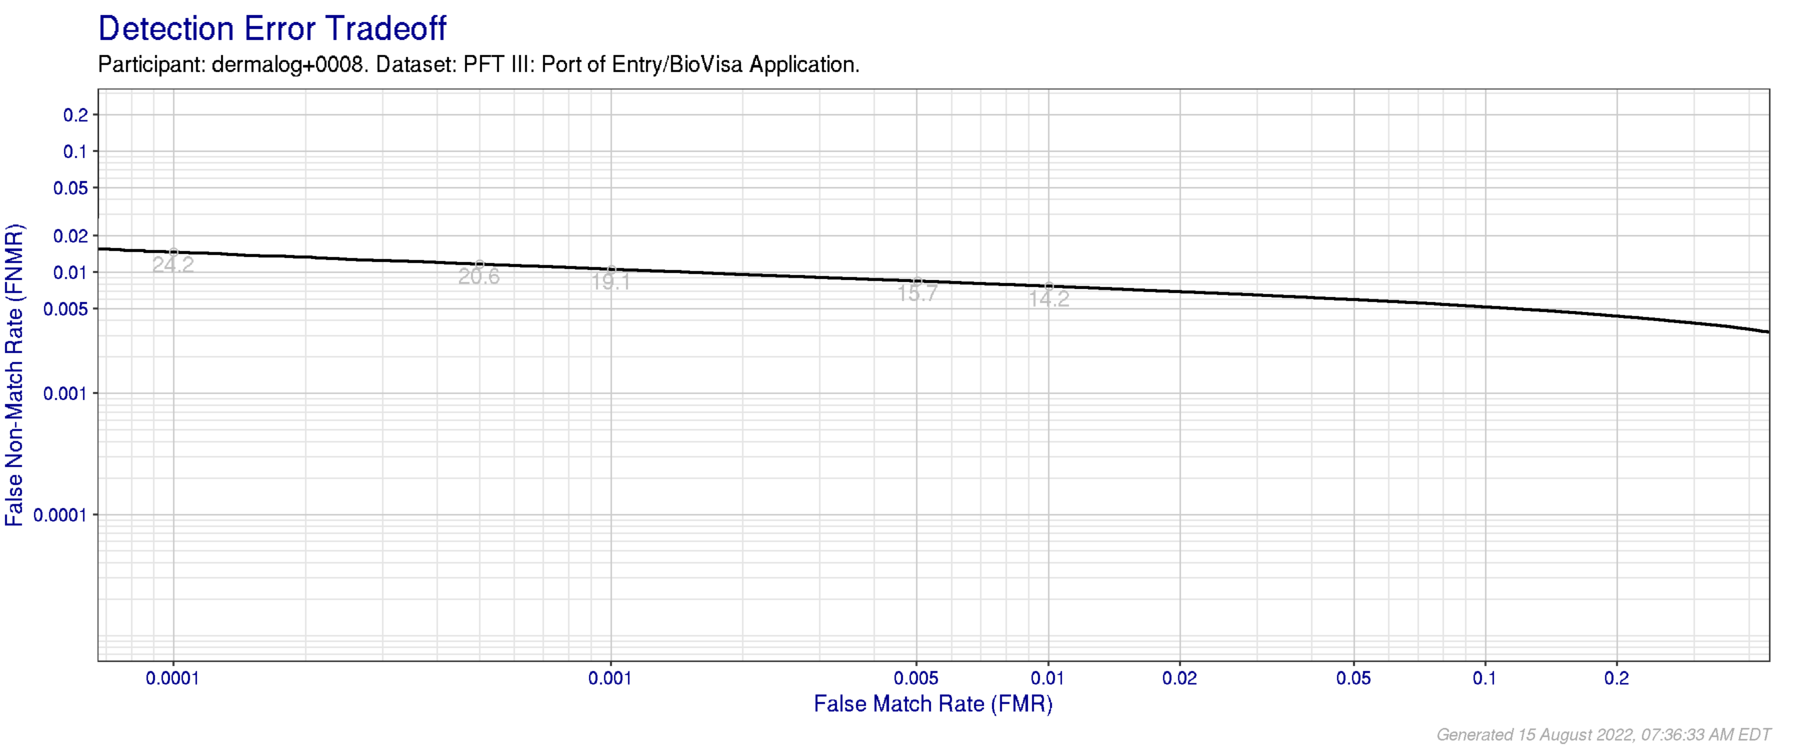 Detection Error Tradeoff
Participant: dermalog+0008. Dataset: PFT III: Port of Entry/BioVisa Application.
False Non-Match Rate (FNMR)
0.2
0.1
0.05
0.02
0.01
0.005
0.001
0.0001
24.2
20.6
19.1
15.7
14.2
0.0001 0.001 0.005 0.01 0.02 0.05 0.1 0.2
False Match Rate (FMR)
Generated 15 August 2022, 07:36:33 AM EDT